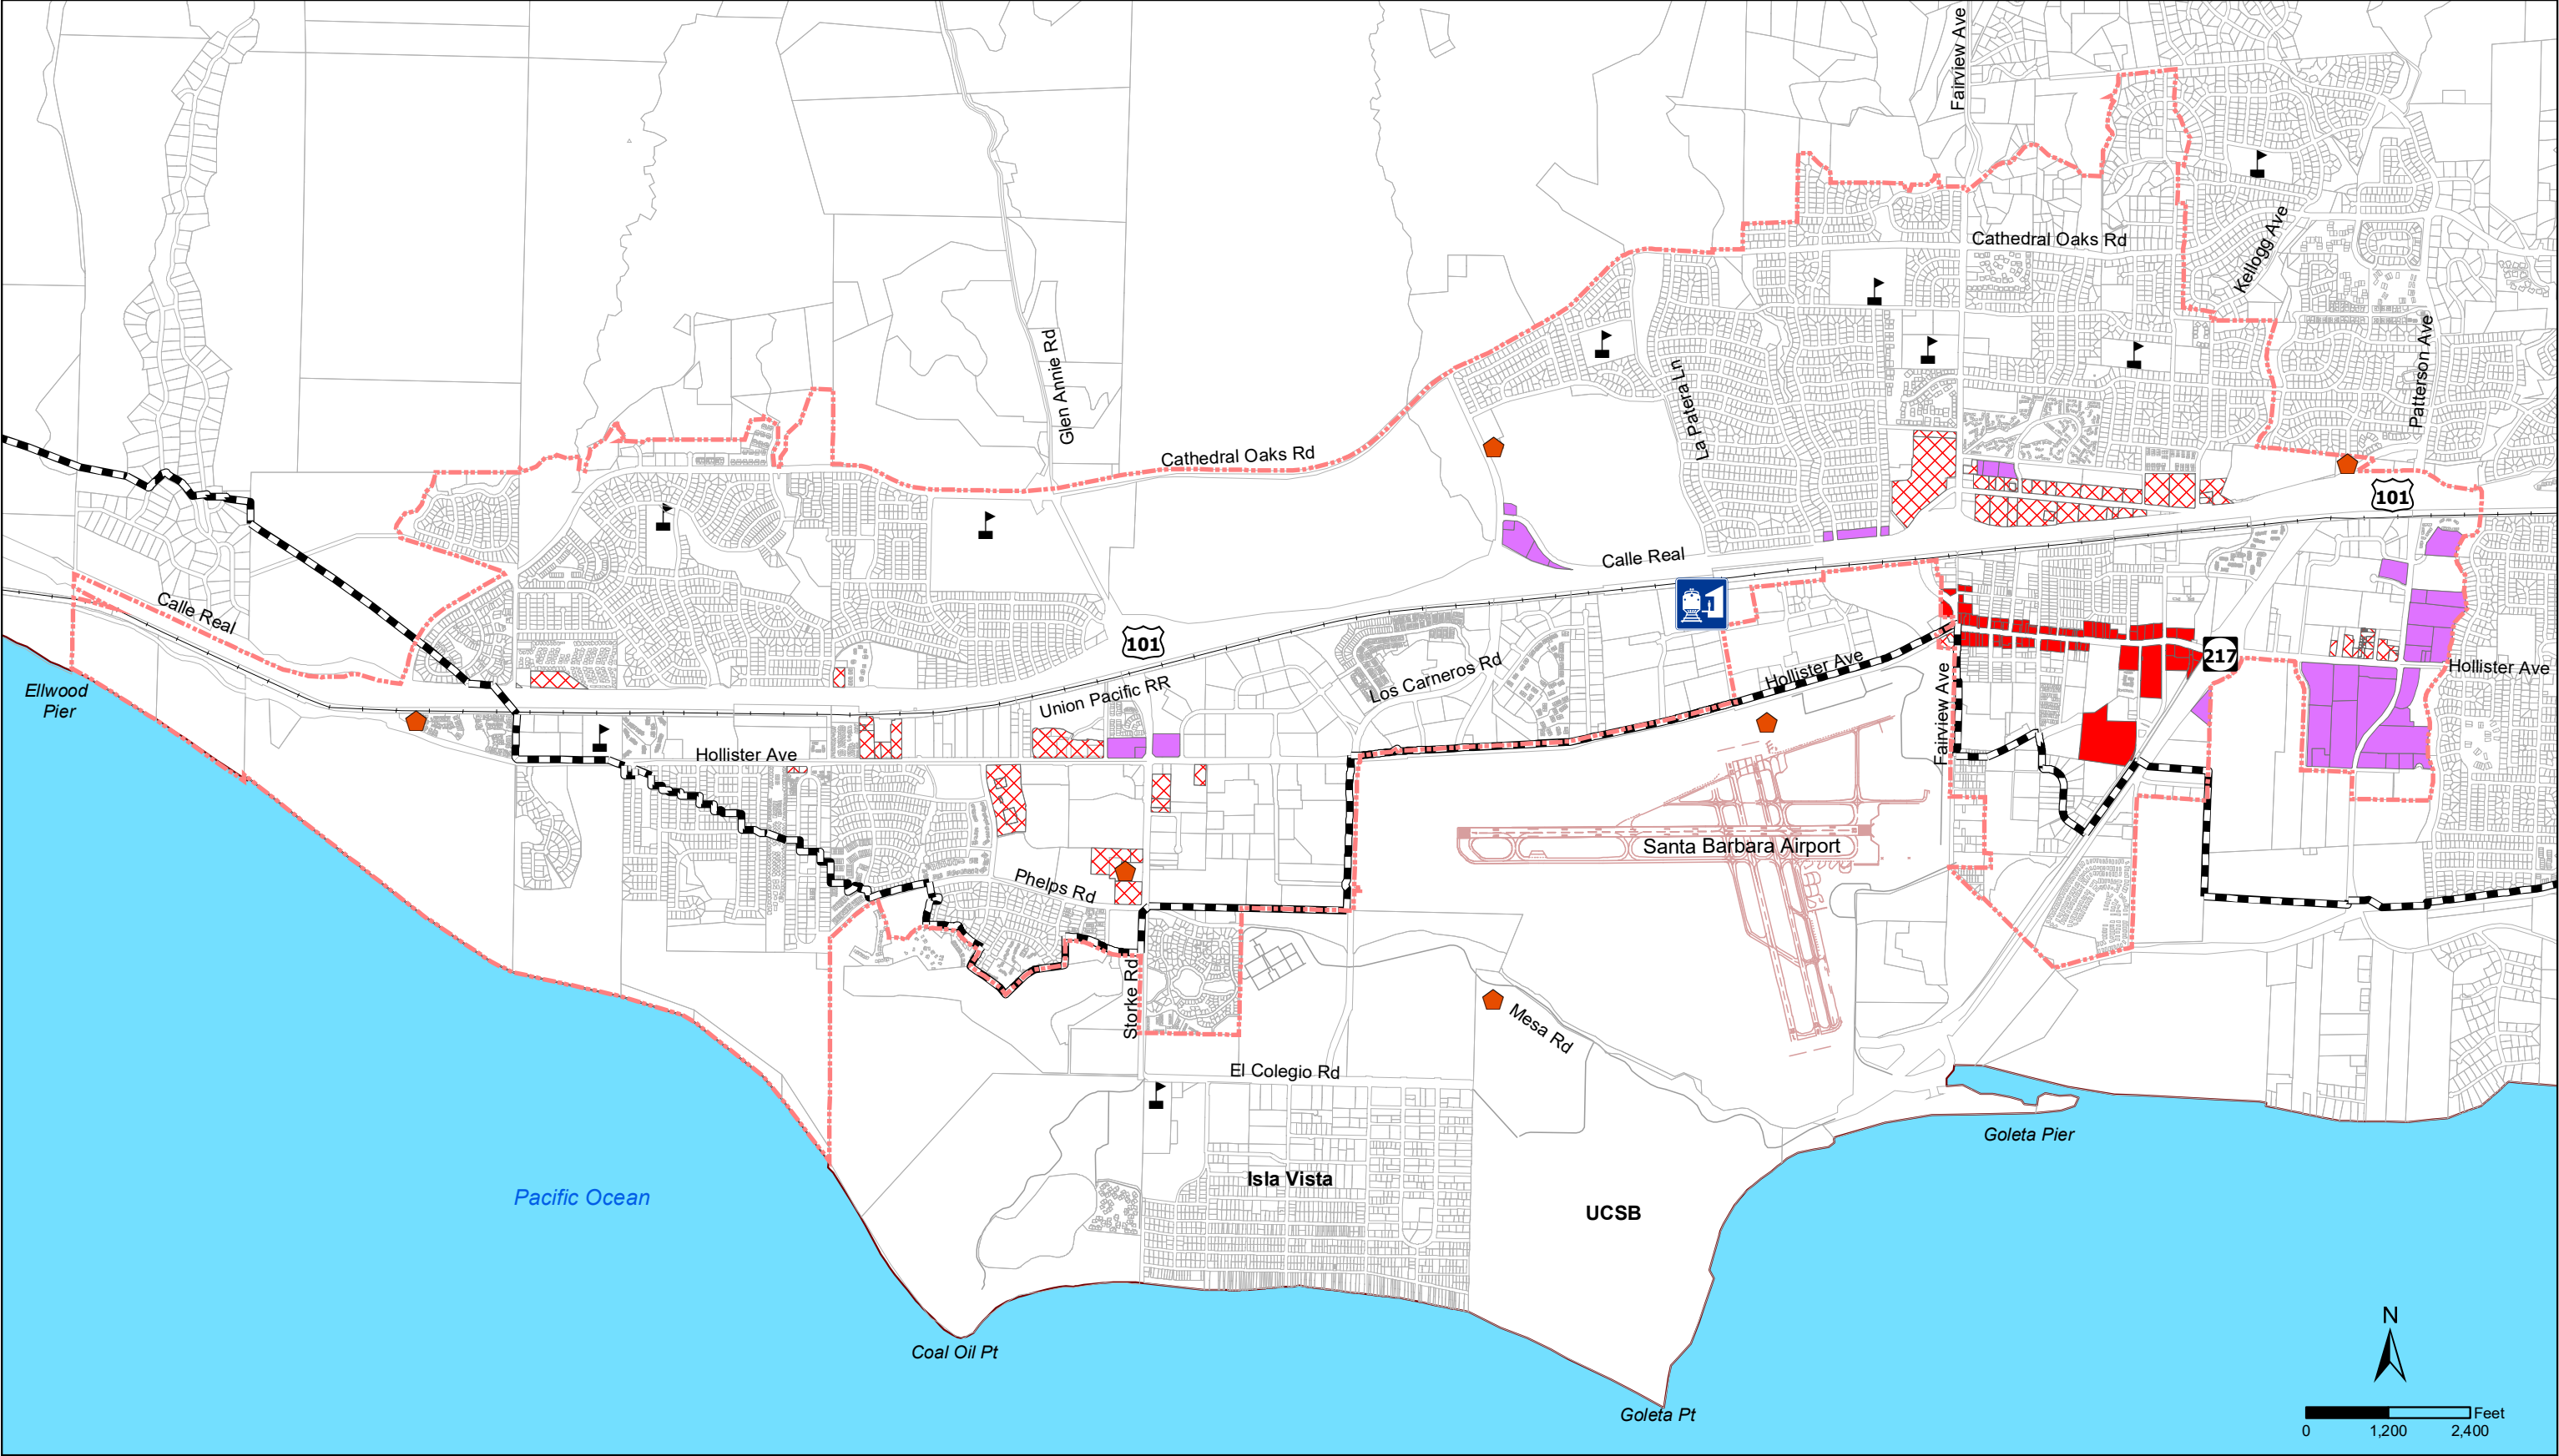 Fairview Ave
Cathedral Oaks Rd
Kellogg Ave
Glen Annie Rd
La Patera Ln
Patterson Ave
Cathedral Oaks Rd
101
Calle Real
Calle Real
101
217
Hollister Ave
Hollister Ave
Los Carneros Rd
Union Pacific RR
Ellwood
Pier
Fairview Ave
Hollister Ave
Santa Barbara Airport
Phelps Rd
Storke Rd
Mesa Rd
El Colegio Rd
Goleta Pier
Isla Vista
Pacific Ocean
UCSB
Coal Oil Pt
Goleta Pt
N
Feet
0 1,200 2,400